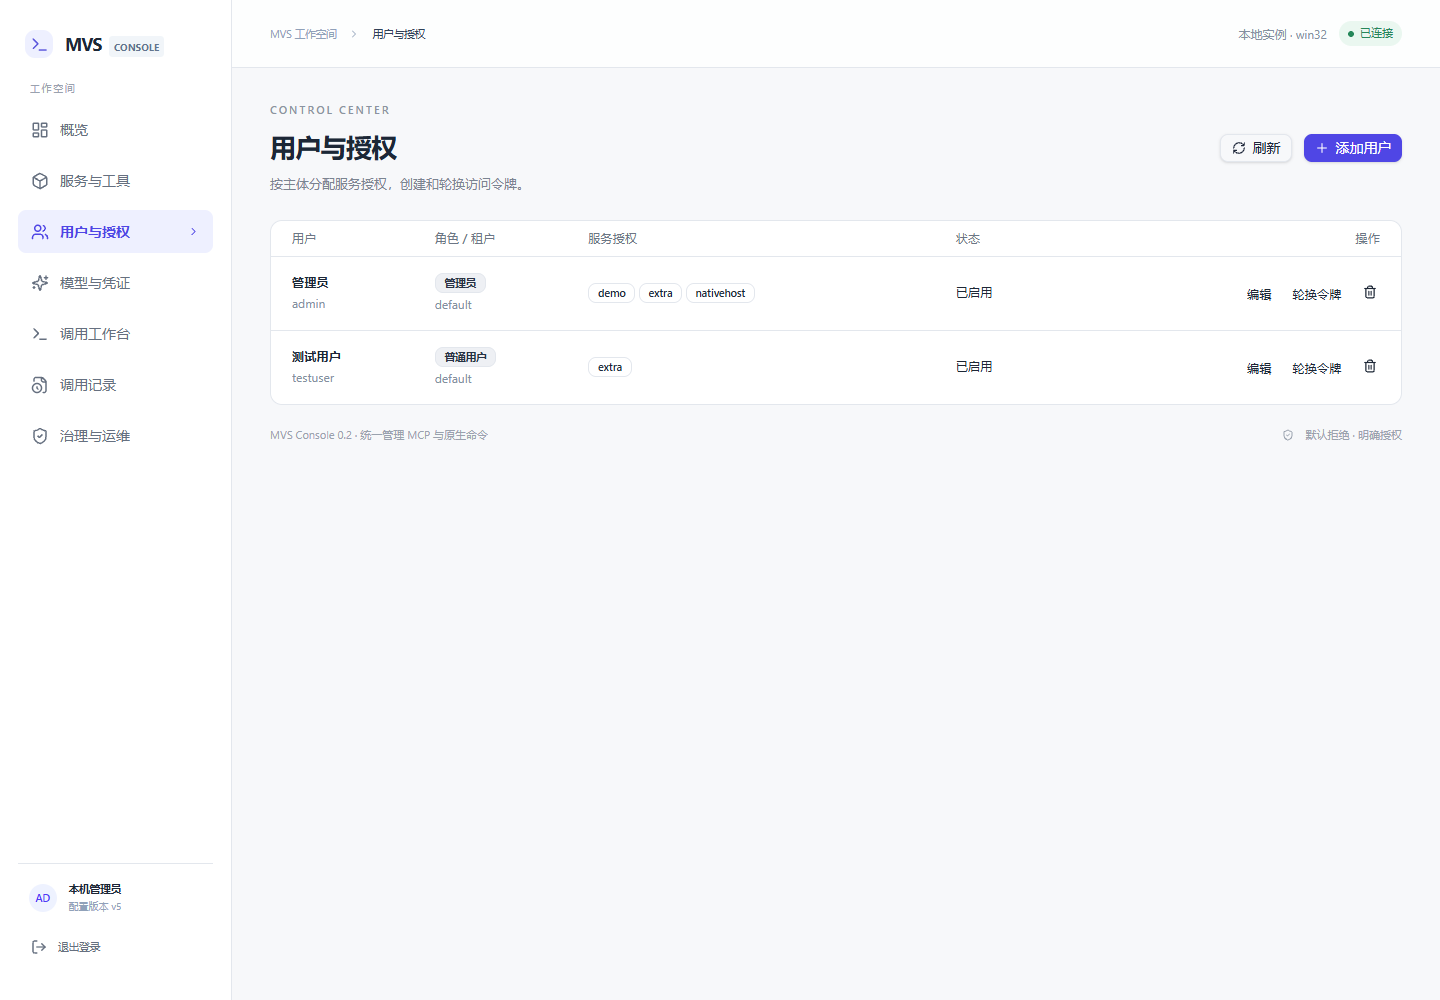 MVS CONSOLE
工作空间
概览
服务与工具
用户与授权
模型与凭证
调用工作台
调用记录
治理与运维
AD
本机管理员
配置版本 v5
退出登录
MVS 工作空间 用户与授权
本地实例 · win32 已连接
CONTROL CENTER
用户与授权
刷新 添加用户
按主体分配服务授权，创建和轮换访问令牌。
用户 角色 / 租户 服务授权 状态 操作
管理员 管理员
admin default
demo extra nativehost 已启用 编辑 轮换令牌
测试用户 普通用户
testuser default
extra 已启用 编辑 轮换令牌
MVS Console 0.2 · 统一管理 MCP 与原生命令 默认拒绝 · 明确授权